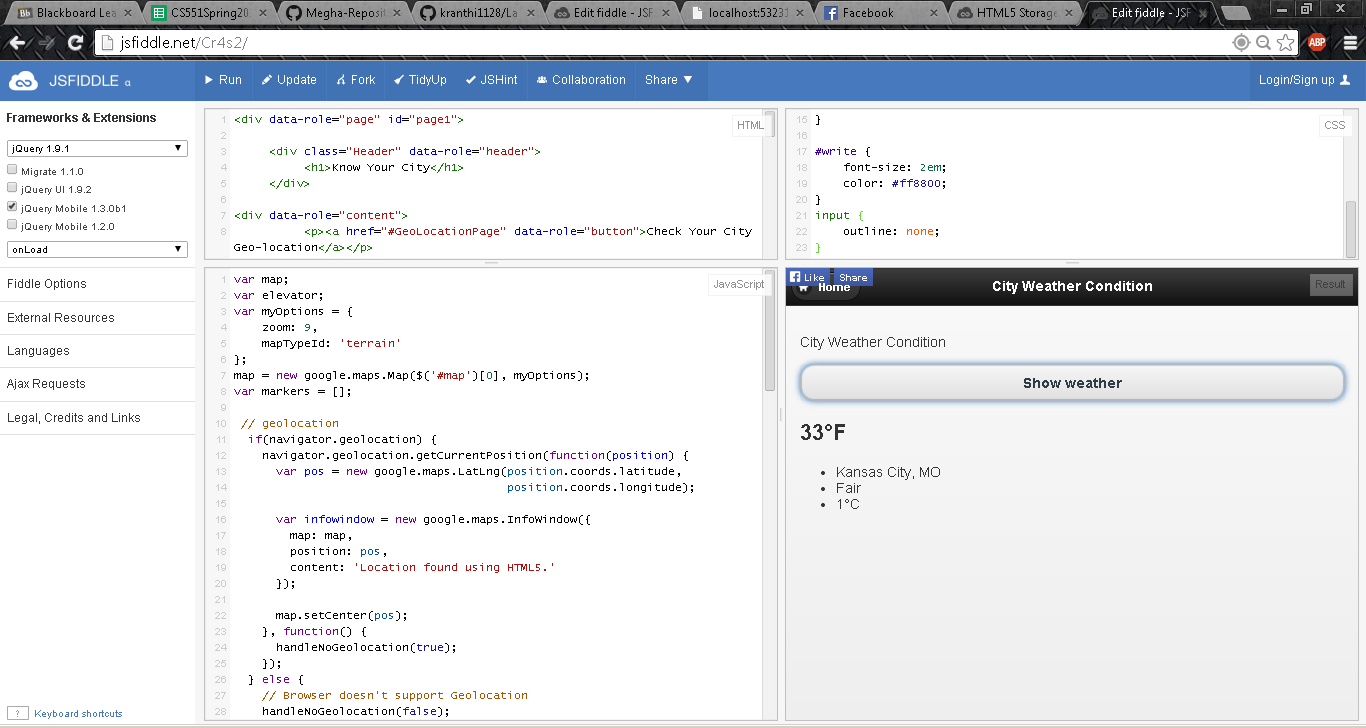 Blackboard Lea
CS551Spring20
Megha-Reposit
kranthi1128/La
Edit fiddle - JSF
localhost:53231
Facebook
HTML5 Storage
Edit fiddle - JSF
jsfiddle.net/Cr4s2/
ABP
JSFIDDLE α
Run
Update
Fork
TidyUp
JSHint
Collaboration
Share ▼
Login/Sign up
Frameworks & Extensions
jQuery 1.9.1
Migrate 1.1.0
jQuery UI 1.9.2
jQuery Mobile 1.3.0b1
jQuery Mobile 1.2.0
onLoad
Fiddle Options
External Resources
Languages
Ajax Requests
Legal, Credits and Links
? Keyboard shortcuts
HTML
1 <div data-role="page" id="page1">
2
3 <div class="Header" data-role="header">
4 <h1>Know Your City</h1>
5 </div>
6
7 <div data-role="content">
8 <p><a href="#GeoLocationPage" data-role="button">Check Your City
Geo-location</a></p>
CSS
15 }
16
17 #write {
18 font-size: 2em;
19 color: #ff8800;
20 }
21 input {
22 outline: none;
23 }
JavaScript
1 var map;
2 var elevator;
3 var myOptions = {
4 zoom: 9,
5 mapTypeId: 'terrain'
6 };
7 map = new google.maps.Map($('#map')[0], myOptions);
8 var markers = [];
9
10 // geolocation
11 if(navigator.geolocation) {
12 navigator.geolocation.getCurrentPosition(function(position) {
13 var pos = new google.maps.LatLng(position.coords.latitude,
14 position.coords.longitude);
15
16 var infowindow = new google.maps.InfoWindow({
17 map: map,
18 position: pos,
19 content: 'Location found using HTML5.'
20 });
21
22 map.setCenter(pos);
23 }, function() {
24 handleNoGeolocation(true);
25 });
26 } else {
27 // Browser doesn't support Geolocation
28 handleNoGeolocation(false);
Like
Share
Home
City Weather Condition
Result
City Weather Condition
Show weather
33°F
• Kansas City, MO
• Fair
• 1°C